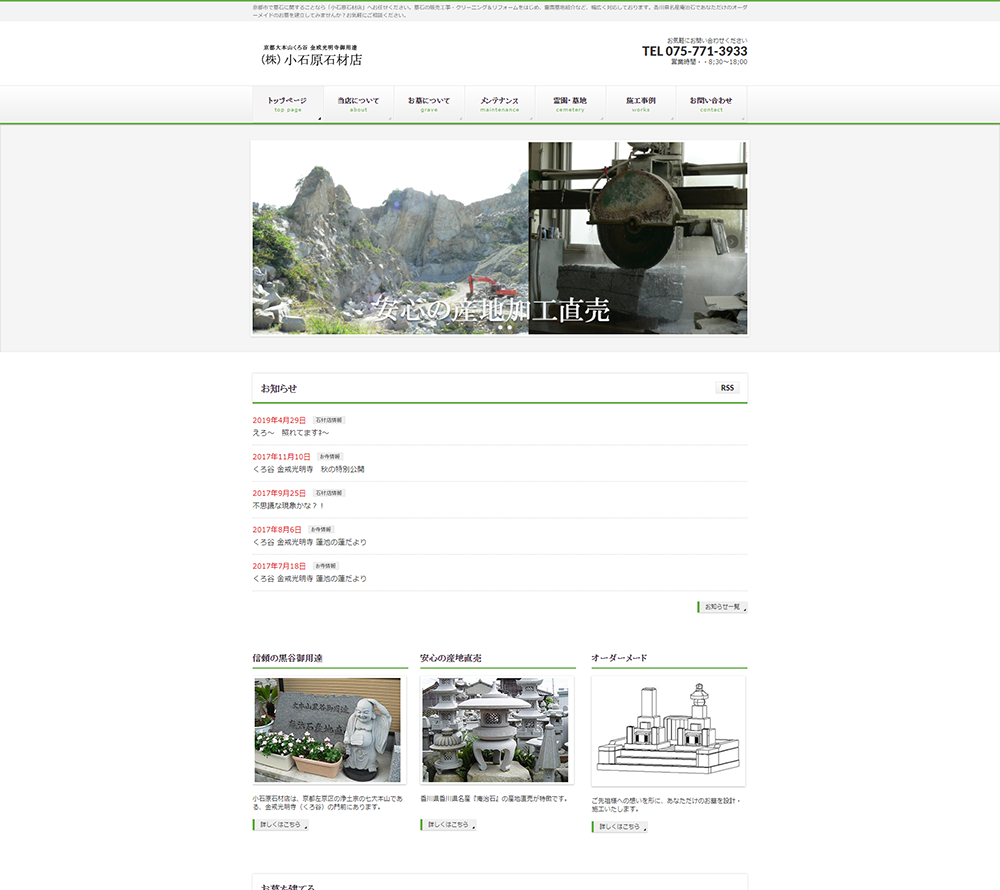 京都市で墓石に関することなら「小石原石材店」へお任せください。墓石の販売工事・クリーニング&リフォームをはじめ、霊園墓地紹介など、幅広く対応しております。香川県名産庵治石であなただけのオーダーメイドのお墓を建立してみませんか？お気軽にご相談ください。
京都大本山くろ谷 金戒光明寺御用達
(株)小石原石材店
お気軽にお問い合わせください
TEL 075-771-3933
営業時間・・8:30～18:00
トップページ 当店について お墓について メンテナンス 霊園・墓地 施工事例 お問い合わせ
top page about grave maintenance cemetery works contact
安心の産地加工直売
お知らせ RSS
2019年4月29日 石材店情報
えろ～　照れてます⤴～
2017年11月10日 お寺情報
くろ谷 金戒光明寺　秋の特別公開
2017年9月25日 石材店情報
不思議な現象かな？！
2017年8月6日 お寺情報
くろ谷 金戒光明寺 蓮池の蓮だより
2017年7月18日 お寺情報
くろ谷 金戒光明寺 蓮池の蓮だより
お知らせ一覧
信頼の黒谷御用達
大本山黒谷御用達
小石原石材店は、京都左京区の浄土宗の七大本山である、金戒光明寺（くろ谷）の門前にあります。
詳しくはこちら
安心の産地直売
香川県香川県名産『庵治石』の産地直売が特徴です。
詳しくはこちら
オーダーメード
ご先祖様への想いを形に、あなただけのお墓を設計・施工いたします。
詳しくはこちら
お墓を建てる